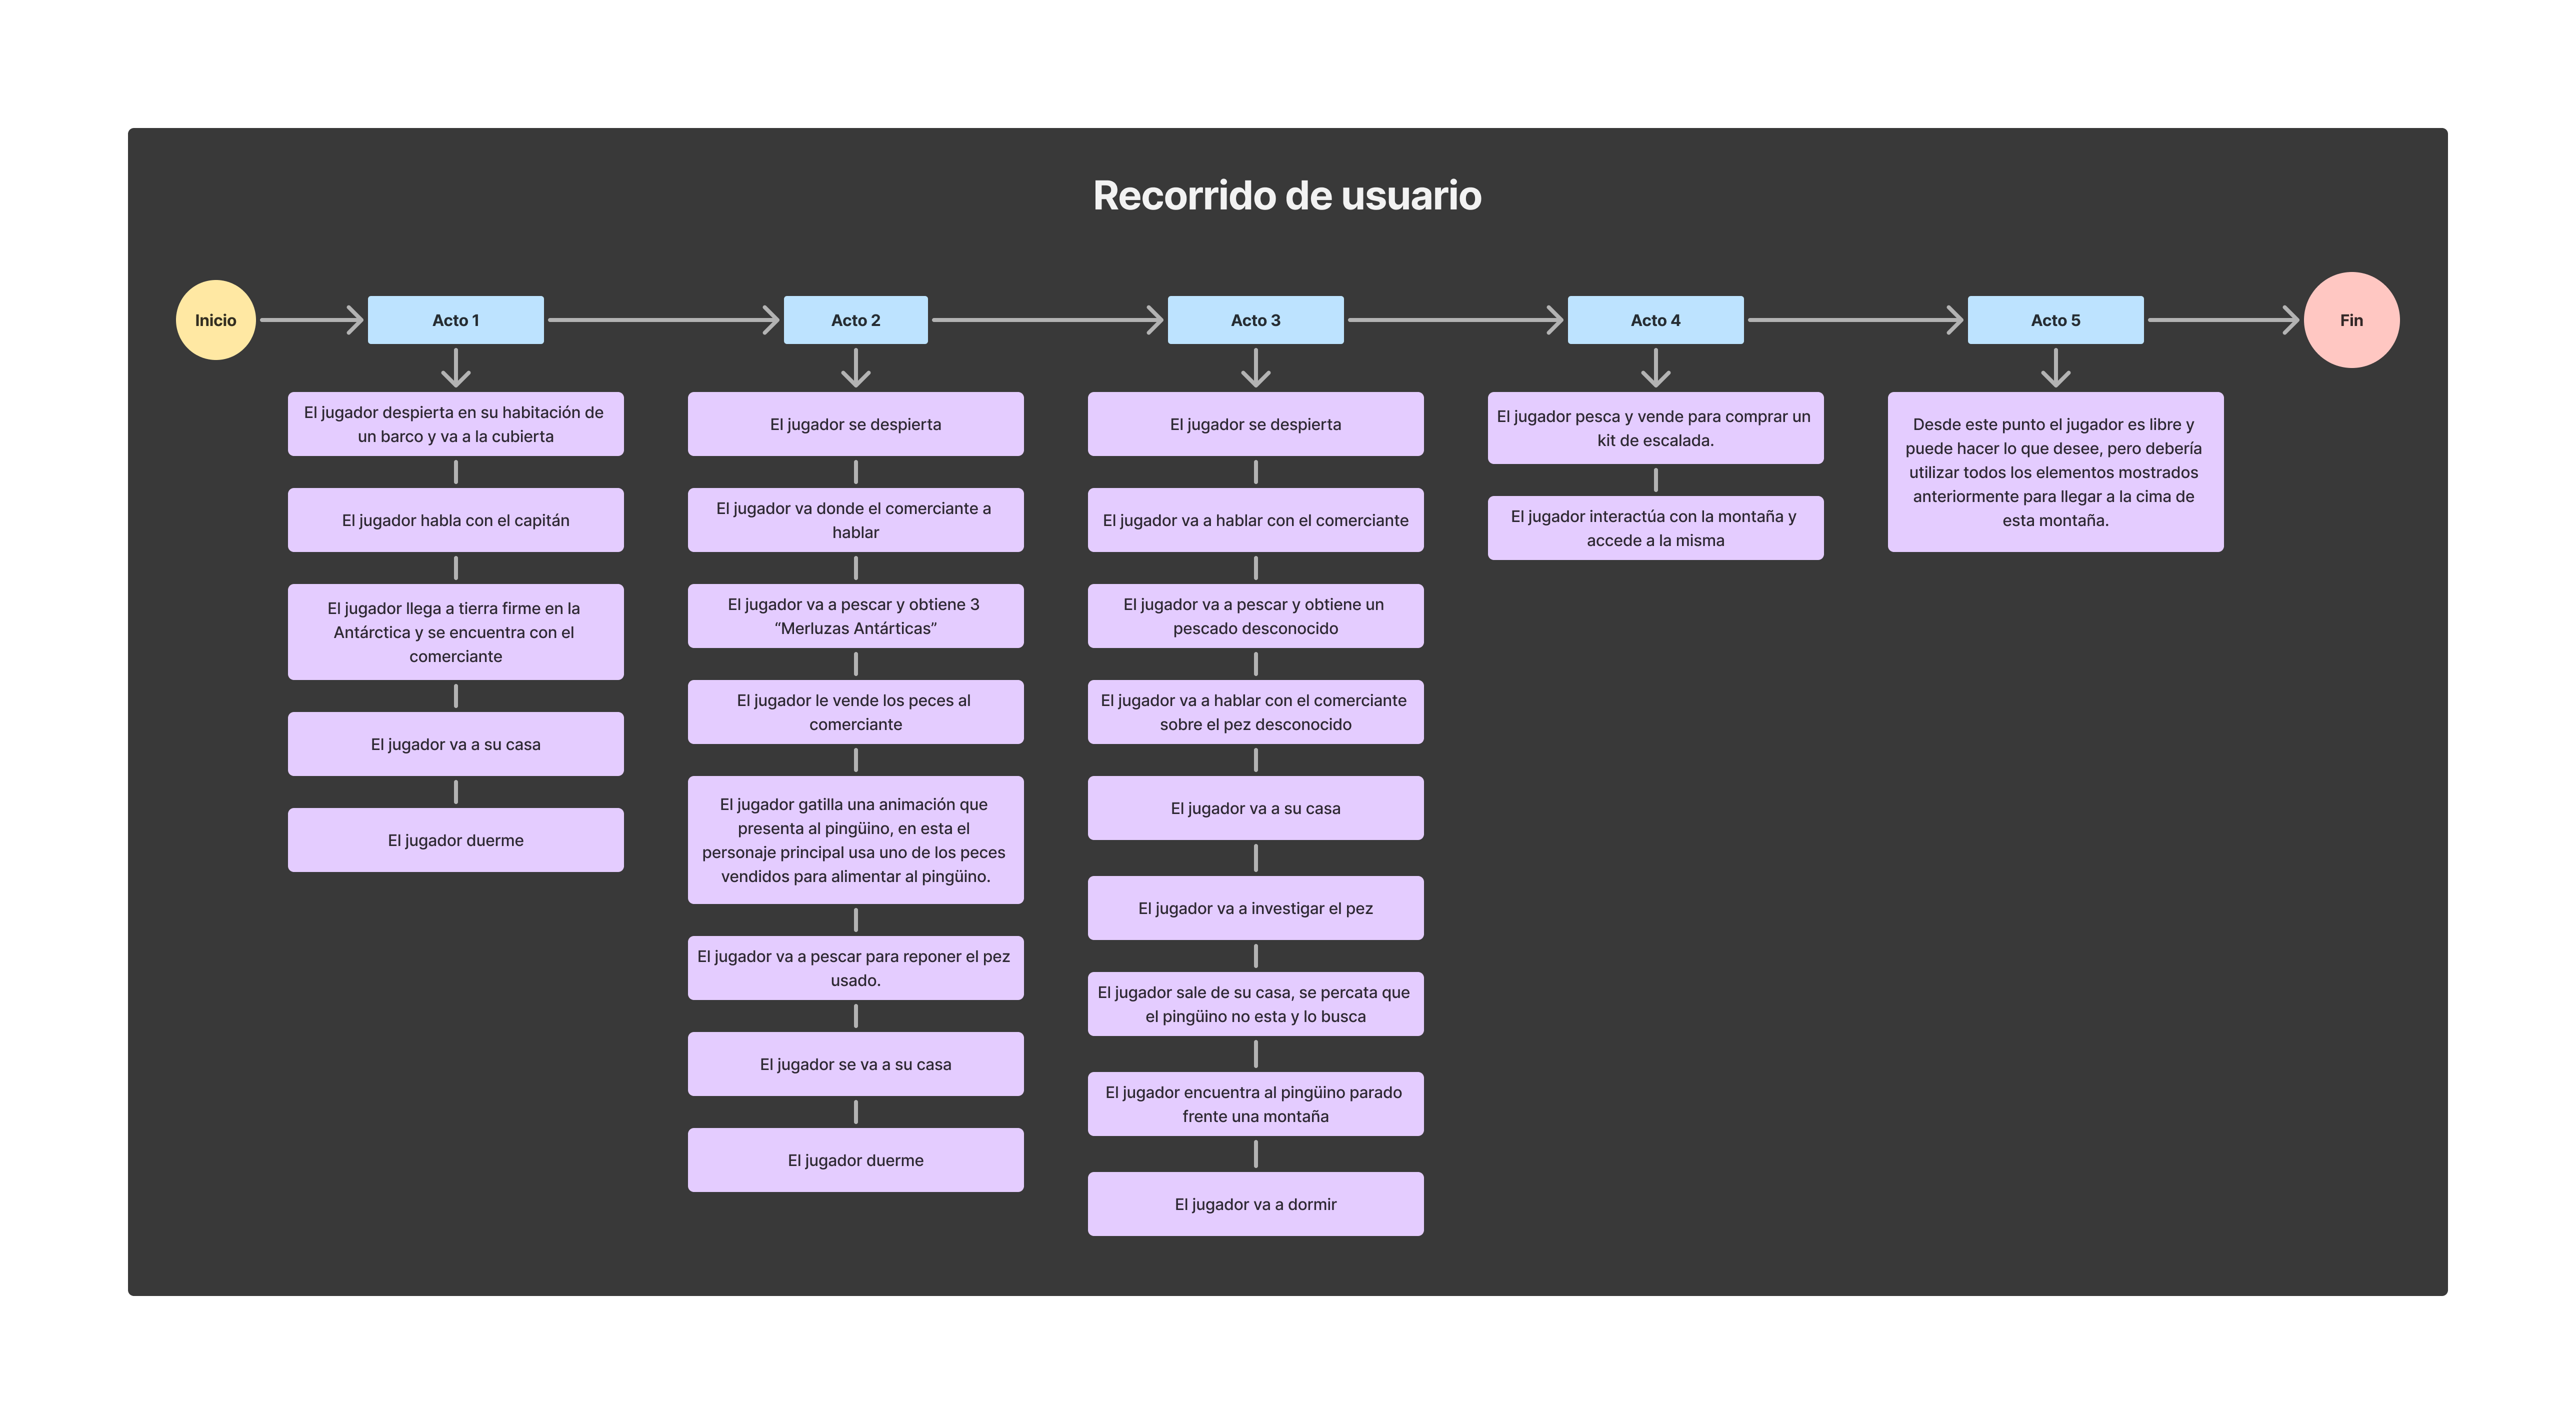 Recorrido de usuario
Inicio
Acto 1
Acto 2
Acto 3
Acto 4
Acto 5
Fin
El jugador despierta en su habitación de
un barco y va a la cubierta
El jugador habla con el capitán
El jugador llega a tierra firme en la
Antárctica y se encuentra con el
comerciante
El jugador va a su casa
El jugador duerme
El jugador se despierta
El jugador va donde el comerciante a
hablar
El jugador va a pescar y obtiene 3
“Merluzas Antárticas”
El jugador le vende los peces al
comerciante
El jugador gatilla una animación que
presenta al pingüino, en esta el
personaje principal usa uno de los peces
vendidos para alimentar al pingüino.
El jugador va a pescar para reponer el pez
usado.
El jugador se va a su casa
El jugador duerme
El jugador se despierta
El jugador va a hablar con el comerciante
El jugador va a pescar y obtiene un
pescado desconocido
El jugador va a hablar con el comerciante
sobre el pez desconocido
El jugador va a su casa
El jugador va a investigar el pez
El jugador sale de su casa, se percata que
el pingüino no esta y lo busca
El jugador encuentra al pingüino parado
frente una montaña
El jugador va a dormir
El jugador pesca y vende para comprar un
kit de escalada.
El jugador interactúa con la montaña y
accede a la misma
Desde este punto el jugador es libre y
puede hacer lo que desee, pero debería
utilizar todos los elementos mostrados
anteriormente para llegar a la cima de
esta montaña.